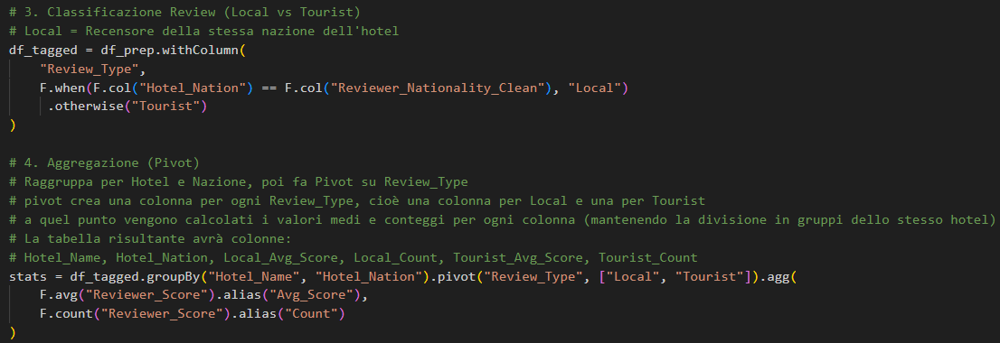 # 3. Classificazione Review (Local vs Tourist)
# Local = Recensore della stessa nazione dell'hotel
df_tagged = df_prep.withColumn(
    "Review_Type",
    F.when(F.col("Hotel_Nation") == F.col("Reviewer_Nationality_Clean"), "Local")
     .otherwise("Tourist")
)
# 4. Aggregazione (Pivot)
# Raggruppa per Hotel e Nazione, poi fa Pivot su Review_Type
# pivot crea una colonna per ogni Review_Type, cioè una colonna per Local e una per Tourist
# a quel punto vengono calcolati i valori medi e conteggi per ogni colonna (mantenendo la divisione in gruppi dello stesso hotel)
# La tabella risultante avrà colonne:
# Hotel_Name, Hotel_Nation, Local_Avg_Score, Local_Count, Tourist_Avg_Score, Tourist_Count
stats = df_tagged.groupBy("Hotel_Name", "Hotel_Nation").pivot("Review_Type", ["Local", "Tourist"]).agg(
    F.avg("Reviewer_Score").alias("Avg_Score"),
    F.count("Reviewer_Score").alias("Count")
)